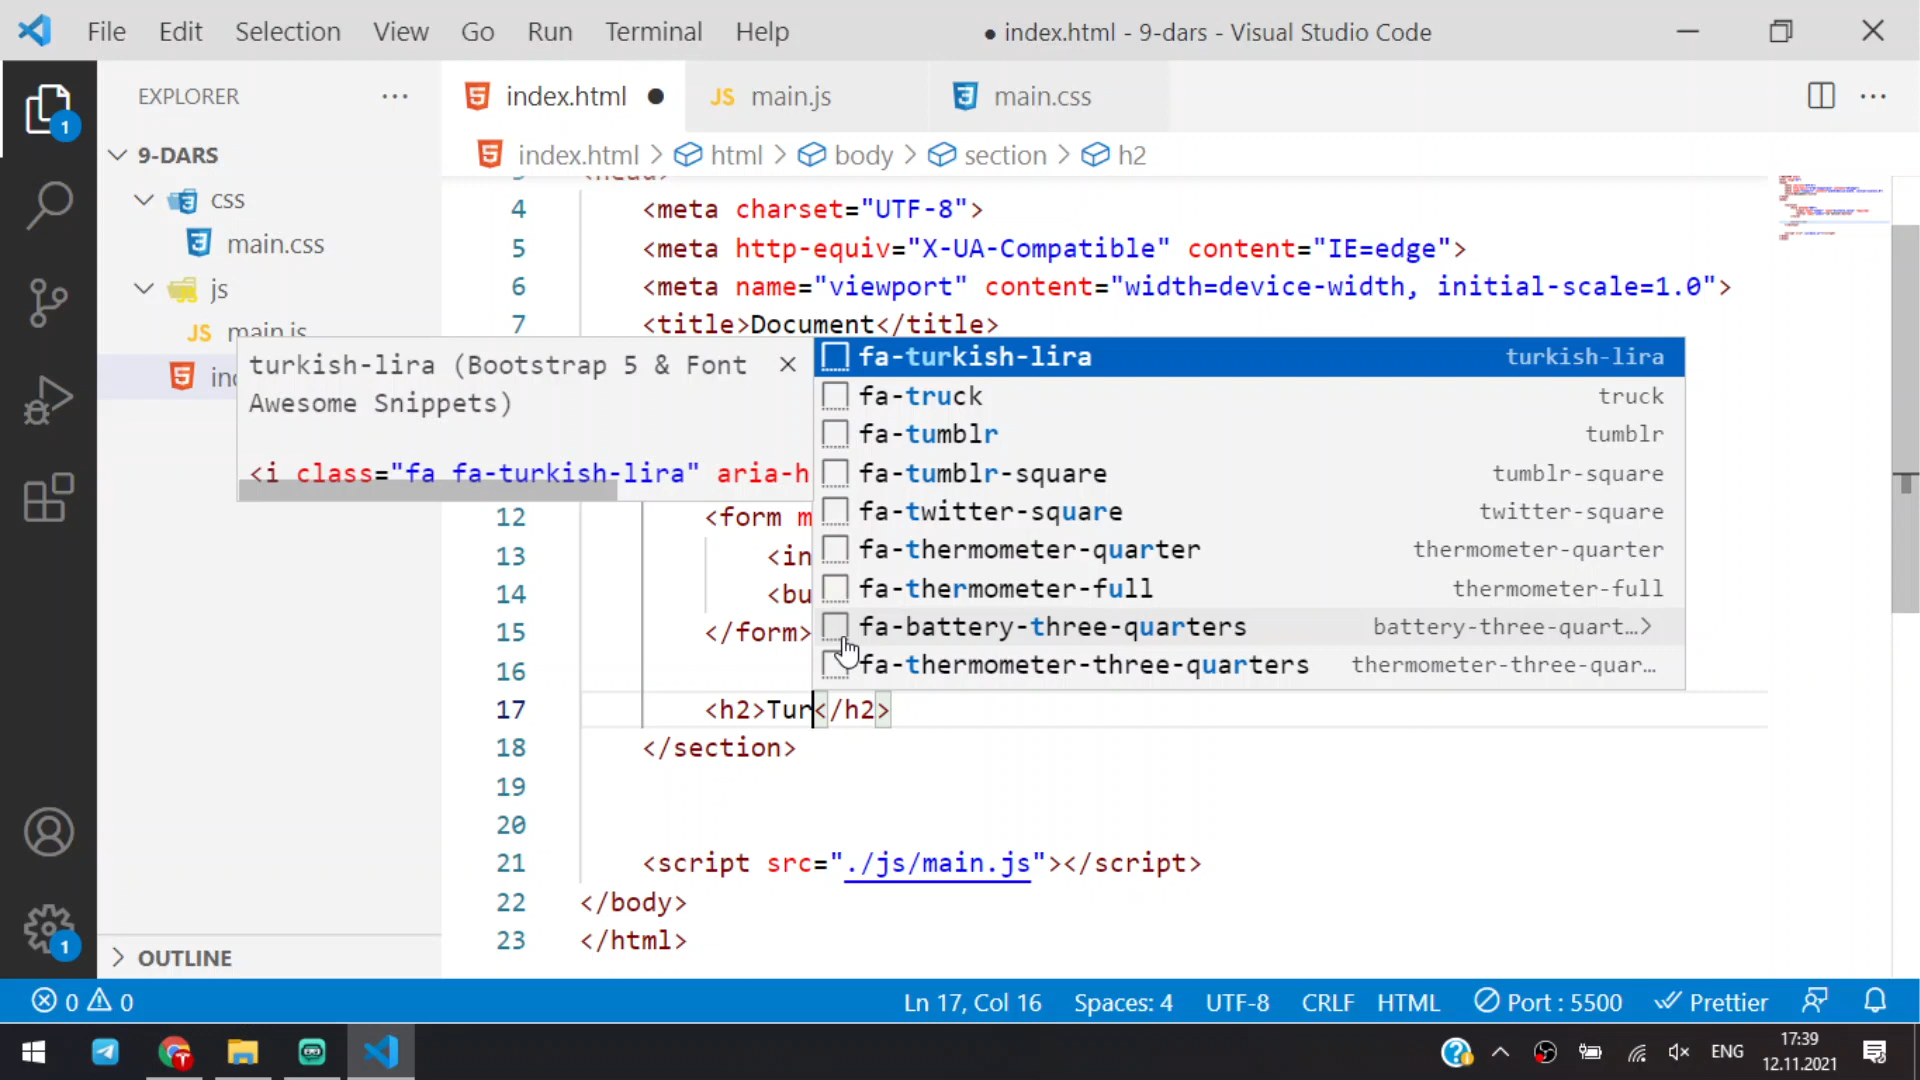 File Edit Selection View Go Run Terminal Help
● index.html - 9-dars - Visual Studio Code
EXPLORER
index.html
JS main.js
main.css
index.html > html > body > section > h2
9-DARS
css
main.css
js
JS main.js
1
4 <meta charset="UTF-8">
5 <meta http-equiv="X-UA-Compatible" content="IE=edge">
6 <meta name="viewport" content="width=device-width, initial-scale=1.0">
7 <title>Document</title>
turkish-lira (Bootstrap 5 & Font
Awesome Snippets)
<i class="fa fa-turkish-lira" aria-h
fa-turkish-lira turkish-lira
fa-truck truck
fa-tumblr tumblr
fa-tumblr-square tumblr-square
fa-twitter-square twitter-square
fa-thermometer-quarter thermometer-quarter
fa-thermometer-full thermometer-full
fa-battery-three-quarters battery-three-quart…>
fa-thermometer-three-quarters thermometer-three-quar…
12 <form m
13 <in
14 <bu
15 </form>
16
17 <h2>Tur</h2>
18 </section>
19
20
21 <script src="./js/main.js"></script>
22 </body>
23 </html>
1
OUTLINE
0 0 Ln 17, Col 16 Spaces: 4 UTF-8 CRLF HTML Port : 5500 Prettier
ENG 17:39
12.11.2021